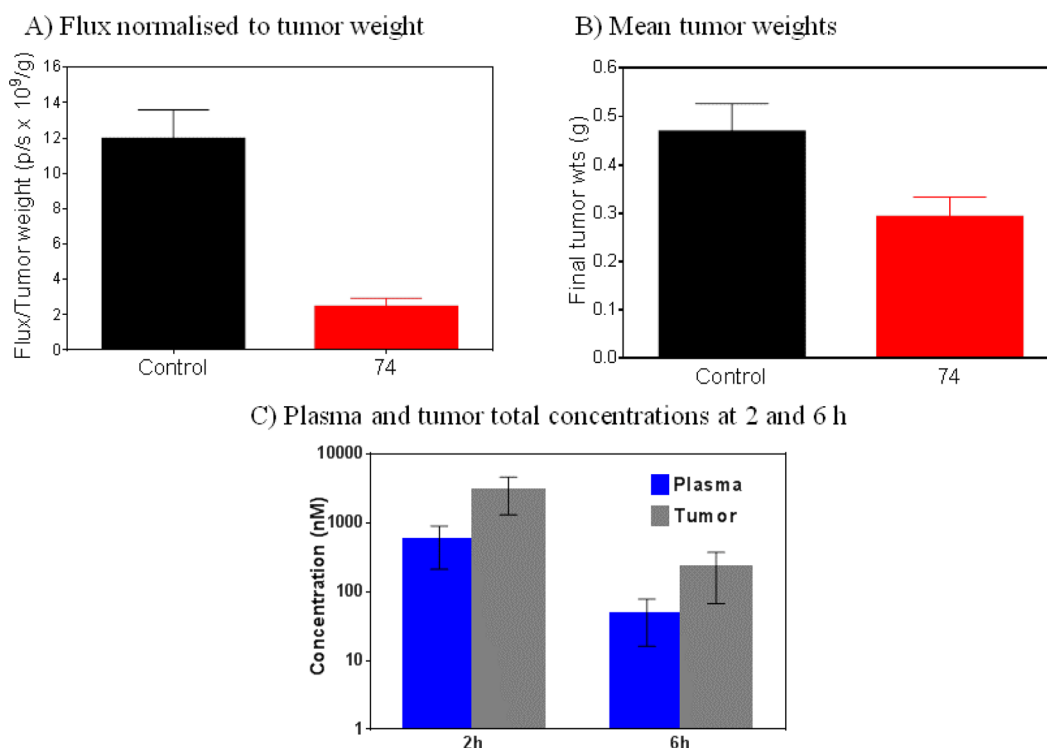 A) Flux normalised to tumor weight
Flux/Tumor weight (p/s x 10⁹/g)
16
14
12
10
8
6
4
2
0
Control
74
B) Mean tumor weights
Final tumor wts (g)
0.6
0.5
0.4
0.3
0.2
0.1
0.0
Control
74
C) Plasma and tumor total concentrations at 2 and 6 h
Concentration (nM)
10000
1000
100
10
1
Plasma
Tumor
2h
6h